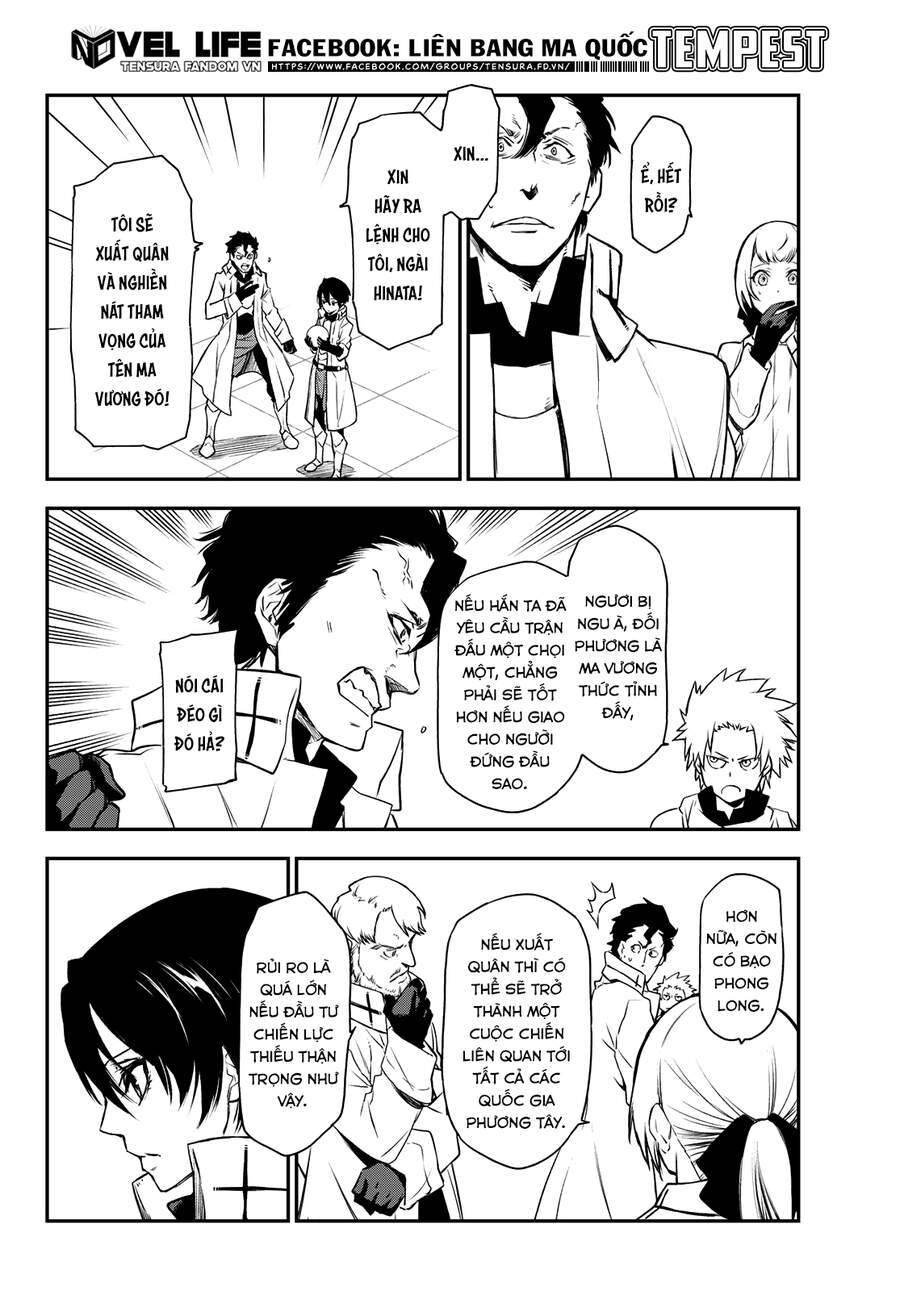 NOVEL LIFE
TENSURA FANDOM VN
FACEBOOK: LIÊN BANG MA QUỐC
HTTPS://WWW.FACEBOOK.COM/GROUPS/TENSURA.FD.VN/
TEMPEST
Ể, HẾT
RỒI?
XIN...
XIN
HÃY RA
LỆNH CHO
TÔI, NGÀI
HINATA!
TÔI SẼ
XUẤT QUÂN
VÀ NGHIỀN
NÁT THAM
VỌNG CỦA
TÊN MA
VƯƠNG ĐÓ!
NGƯƠI BỊ
NGU À, ĐỐI
PHƯƠNG LÀ
MA VƯƠNG
THỨC TỈNH
ĐẤY,
NẾU HẮN TA ĐÃ
YÊU CẦU TRẬN
ĐẤU MỘT CHỌI
MỘT, CHẲNG
PHẢI SẼ TỐT
HƠN NẾU GIAO
CHO NGƯỜI
ĐỨNG ĐẦU
SAO.
NÓI CÁI
ĐÉO GÌ
ĐÓ HẢ?
HƠN
NỮA, CÒN
CÓ BẠO
PHONG
LONG.
NẾU XUẤT
QUÂN THÌ CÓ
THỂ SẼ TRỞ
THÀNH MỘT
CUỘC CHIẾN
LIÊN QUAN TỚI
TẤT CẢ CÁC
QUỐC GIA
PHƯƠNG TÂY.
RỦI RO LÀ
QUÁ LỚN
NẾU ĐẦU TƯ
CHIẾN LỰC
THIẾU THẬN
TRỌNG NHƯ
VẬY.